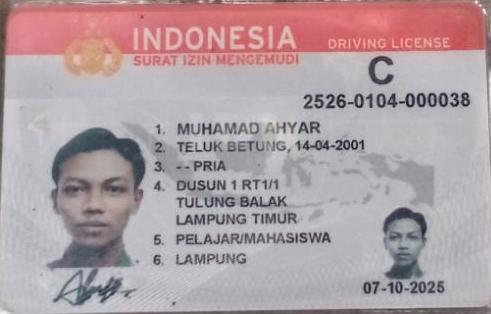 INDONESIA
DRIVING LICENSE
SURAT IZIN MENGEMUDI
C
2526-0104-000038
1. MUHAMAD AHYAR
2. TELUK BETUNG, 14-04-2001
3. - - PRIA
4. DUSUN 1 RT1/1
TULUNG BALAK
LAMPUNG TIMUR
5. PELAJAR/MAHASISWA
6. LAMPUNG
07-10-2025